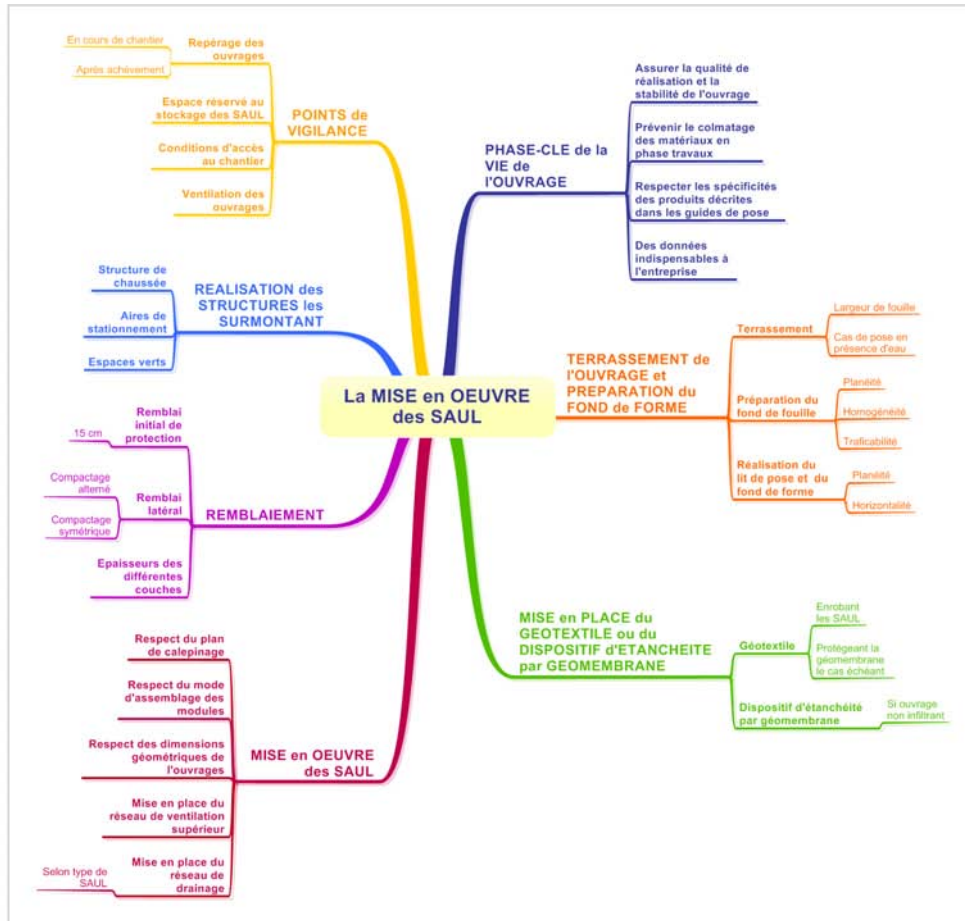 La MISE en OEUVRE
des SAUL
PHASE-CLE de la
VIE de
l'OUVRAGE
Assurer la qualité de
réalisation et la
stabilité de l'ouvrage
Prévenir le colmatage
des matériaux en
phase travaux
Respecter les spécificités
des produits décrites
dans les guides de pose
Des données
indispensables à
l'entreprise
TERRASSEMENT de
l'OUVRAGE et
PREPARATION du
FOND de FORME
Terrassement
Largeur de fouille
Cas de pose en
présence d'eau
Préparation du
fond de fouille
Planéité
Homogénéité
Traficabilité
Réalisation du
lit de pose et du
fond de forme
Planéité
Horizontalité
MISE en PLACE du
GEOTEXTILE ou du
DISPOSITIF d'ETANCHEITE
par GEOMEMBRANE
Géotextile
Enrobant
les SAUL
Protégeant la
géomembrane
le cas échéant
Dispositif d'étanchéité
par géomembrane
Si ouvrage
non infiltrant
MISE en OEUVRE
des SAUL
Respect du plan
de calepinage
Respect du mode
d'assemblage des
modules
Respect des dimensions
géométriques de
l'ouvrages
Mise en place du
réseau de ventilation
supérieur
Mise en place du
réseau de
drainage
Selon type de
SAUL
REMBLAIEMENT
Remblai
initial de
protection
15 cm
Remblai
latéral
Compactage
alterné
Compactage
symétrique
Epaisseurs des
différentes
couches
REALISATION des
STRUCTURES les
SURMONTANT
Structure de
chaussée
Aires de
stationnement
Espaces verts
POINTS de
VIGILANCE
Repérage des
ouvrages
En cours de chantier
Après achèvement
Espace réservé au
stockage des SAUL
Conditions d'accès
au chantier
Ventilation des
ouvrages